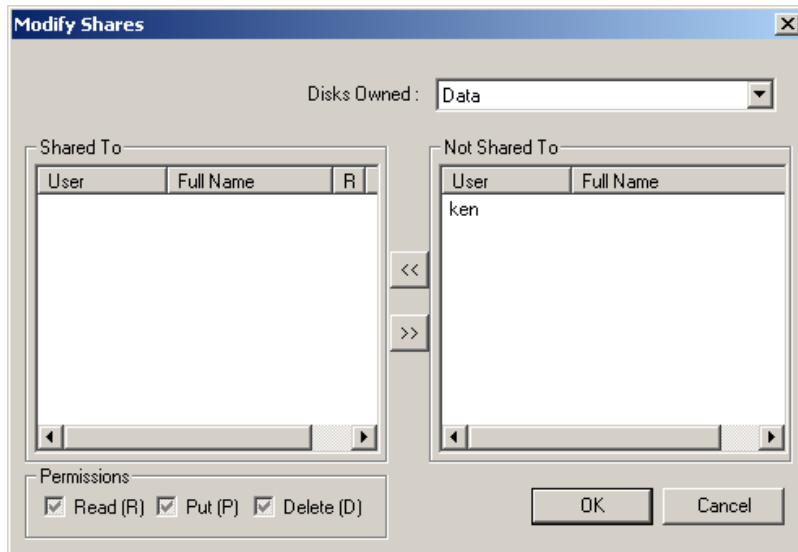 Modify Shares
Disks Owned : Data
Shared To
User Full Name R
Not Shared To
User Full Name
ken
<<
>>
Permissions
Read (R) Put (P) Delete (D)
OK Cancel